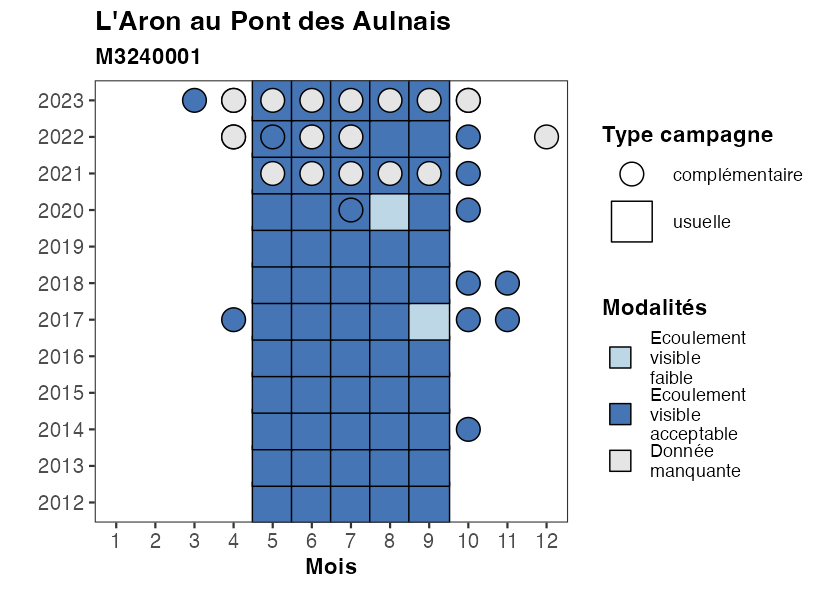 L'Aron au Pont des Aulnais
M3240001
2023
2022
2021
2020
2019
2018
2017
2016
2015
2014
2013
2012
1 2 3 4 5 6 7 8 9 10 11 12
Mois
Type campagne
complémentaire
usuelle
Modalités
Ecoulement
visible
faible
Ecoulement
visible
acceptable
Donnée
manquante